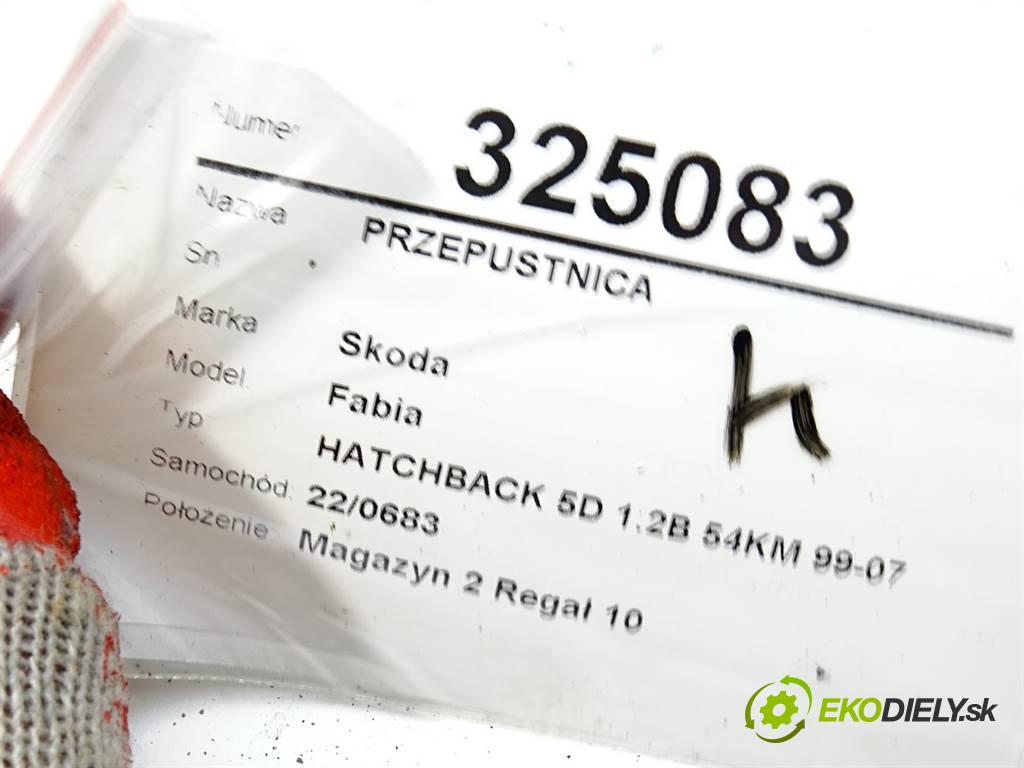 Numer 325083
Nazwa PRZEPUSTNICA
Sn
Marka Skoda
Model Fabia
Typ HATCHBACK 5D 1.2B 54KM 99-07
Samochód 22/0683
Położenie Magazyn 2 Regał 10
h
EKODIELY.sk